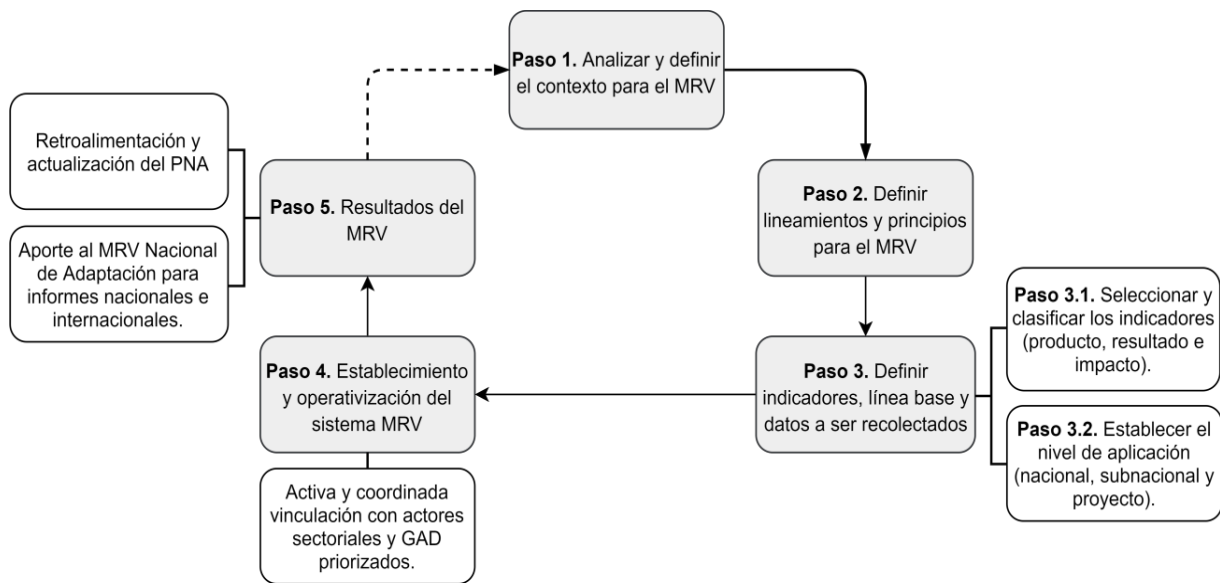 Paso 1. Analizar y definir
el contexto para el MRV
Retroalimentación y
actualización del PNA
Paso 5. Resultados del
MRV
Paso 2. Definir
lineamientos y principios
para el MRV
Aporte al MRV Nacional
de Adaptación para
informes nacionales e
internacionales.
Paso 3.1. Seleccionar y
clasificar los indicadores
(producto, resultado e
impacto).
Paso 4. Establecimiento
y operativización del
sistema MRV
Paso 3. Definir
indicadores, línea base y
datos a ser recolectados
Paso 3.2. Establecer el
nivel de aplicación
(nacional, subnacional y
proyecto).
Activa y coordinada
vinculación con actores
sectoriales y GAD
priorizados.